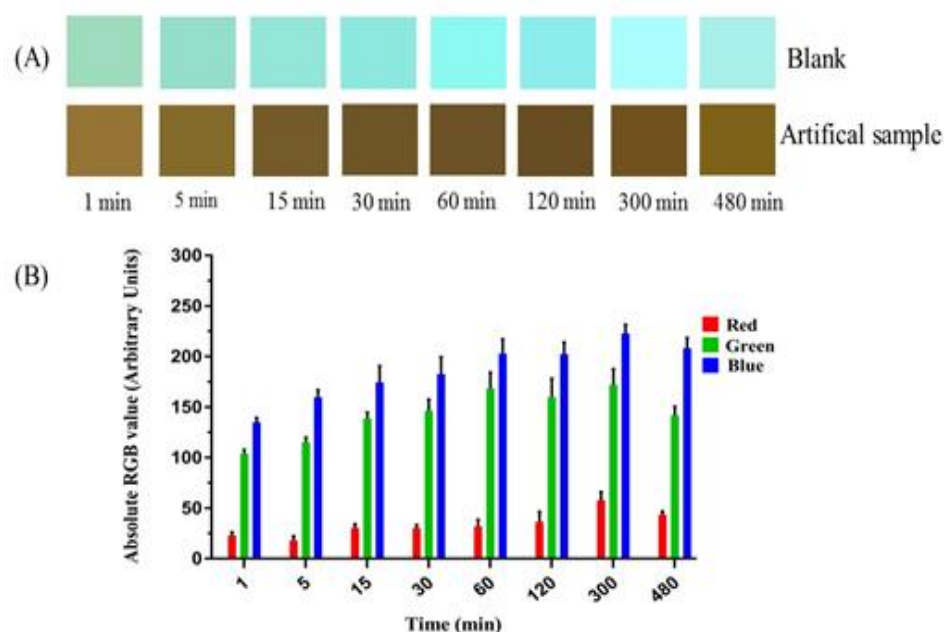 (A)
Blank
Artifical sample
1 min 5 min 15 min 30 min 60 min 120 min 300 min 480 min
(B)
Absolute RGB value (Arbitrary Units)
300
250
200
150
100
50
0
Red
Green
Blue
1 5 15 30 60 120 300 480
Time (min)